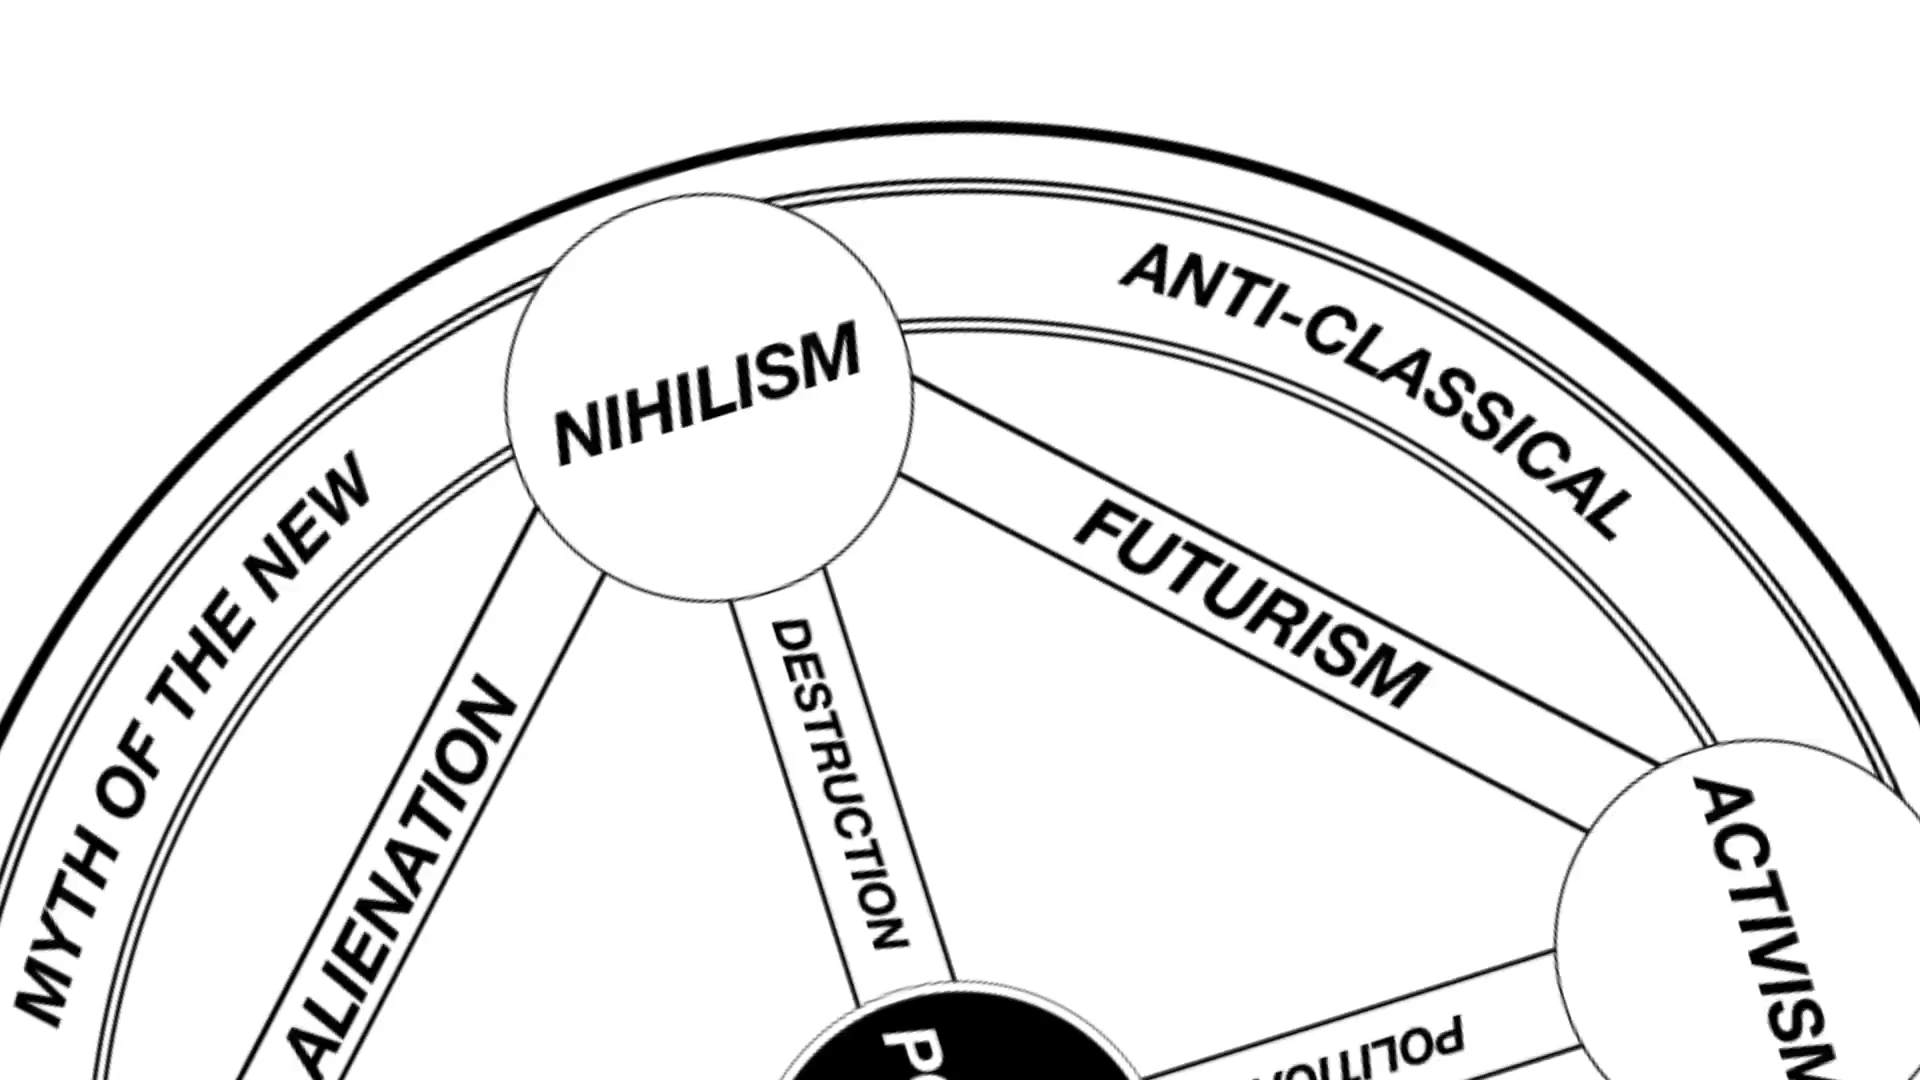 ANTI-CLASSICAL
NIHILISM
MYTH OF THE NEW
FUTURISM
DESTRUCTION
ALIENATION
ACTIVISM